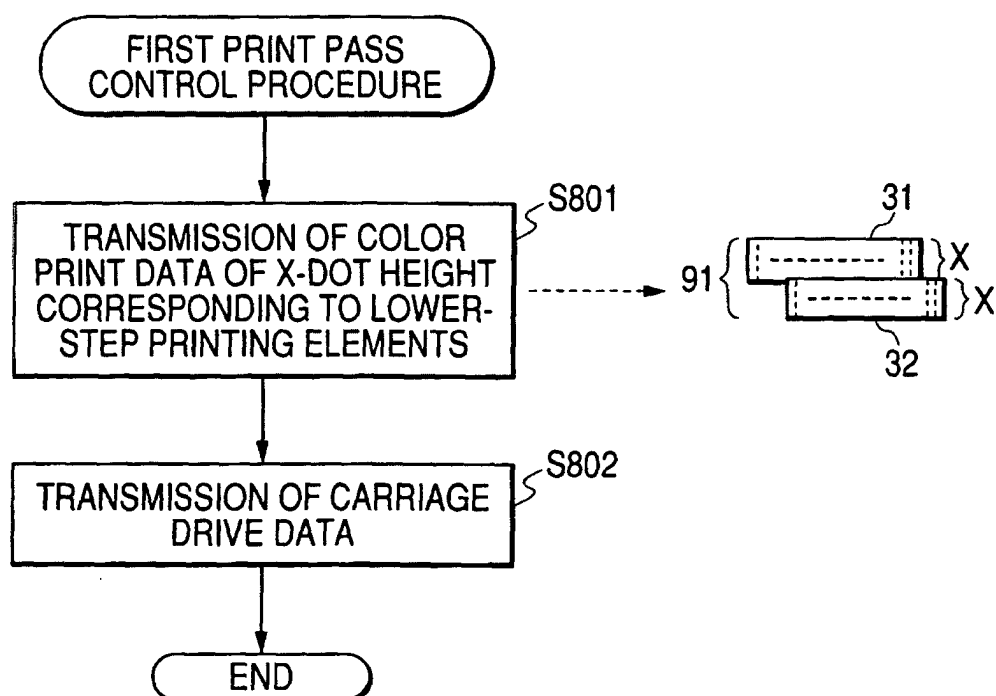 FIRST PRINT PASS
CONTROL PROCEDURE
S801
TRANSMISSION OF COLOR
PRINT DATA OF X-DOT HEIGHT
CORRESPONDING TO LOWER-
STEP PRINTING ELEMENTS
31
91
X
X
32
S802
TRANSMISSION OF CARRIAGE
DRIVE DATA
END